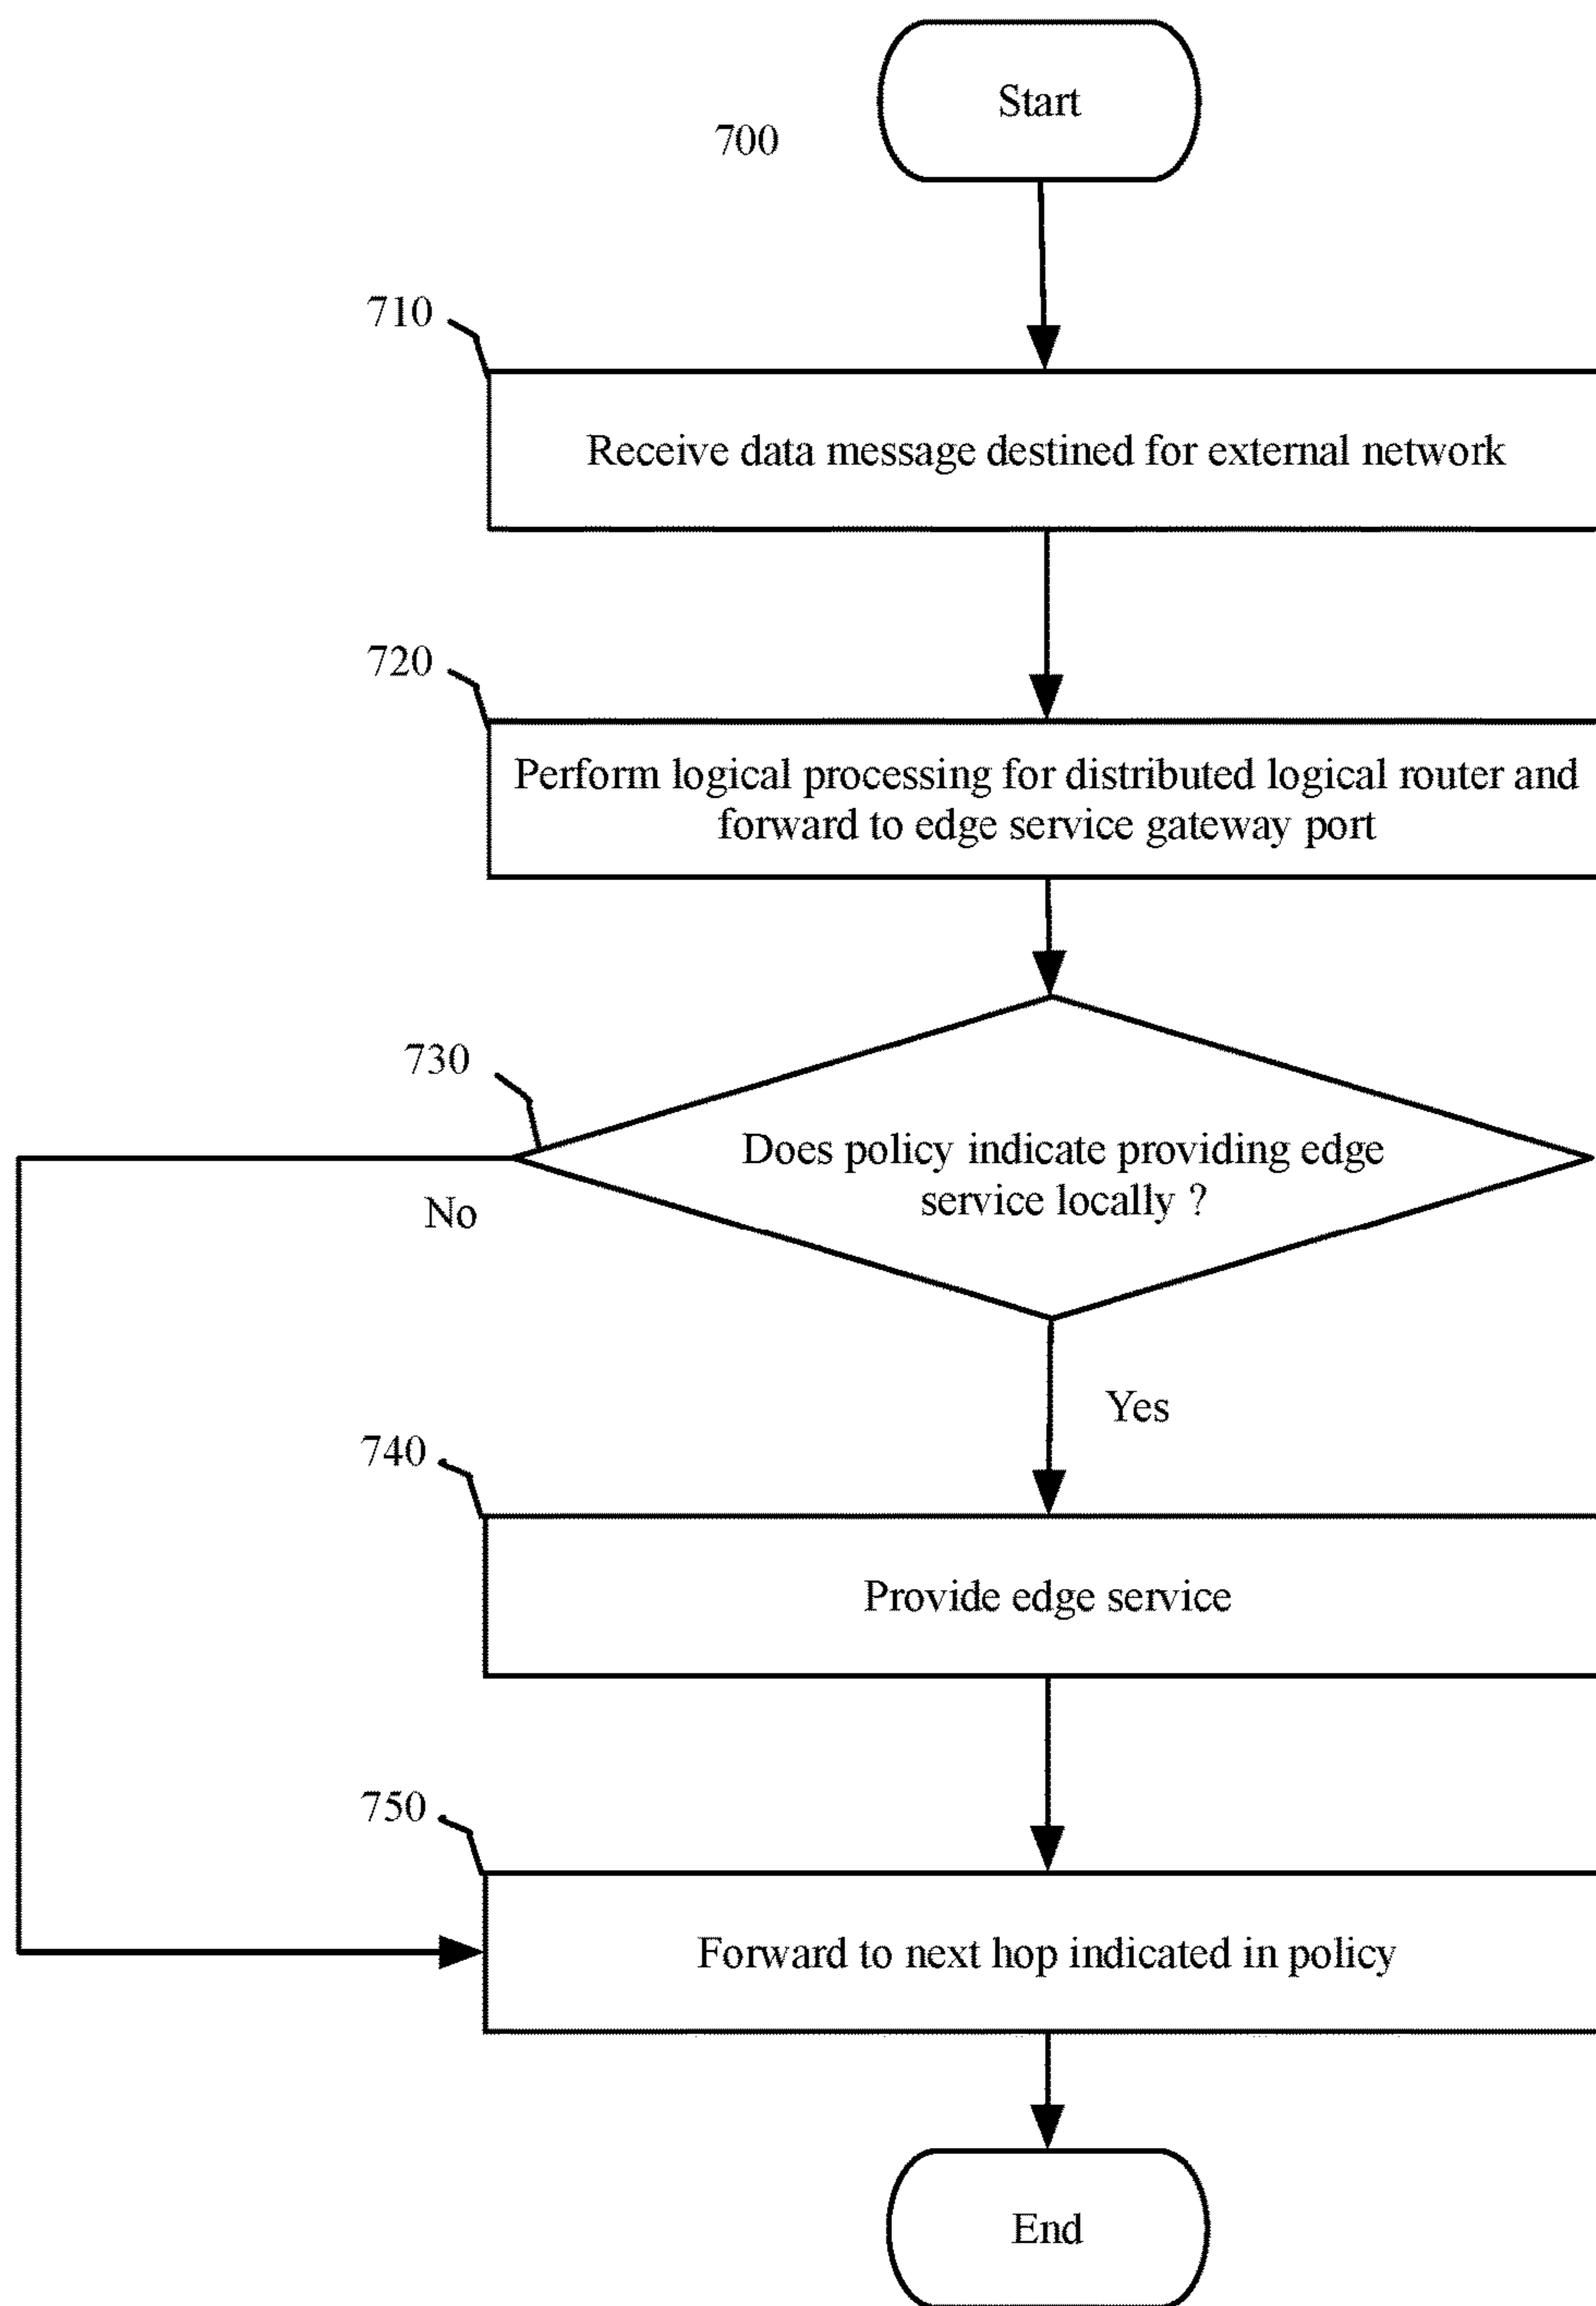 Start
700
710
Receive data message destined for external network
720
Perform logical processing for distributed logical router and
forward to edge service gateway port
730
Does policy indicate providing edge
service locally ?
No
Yes
740
Provide edge service
750
Forward to next hop indicated in policy
End